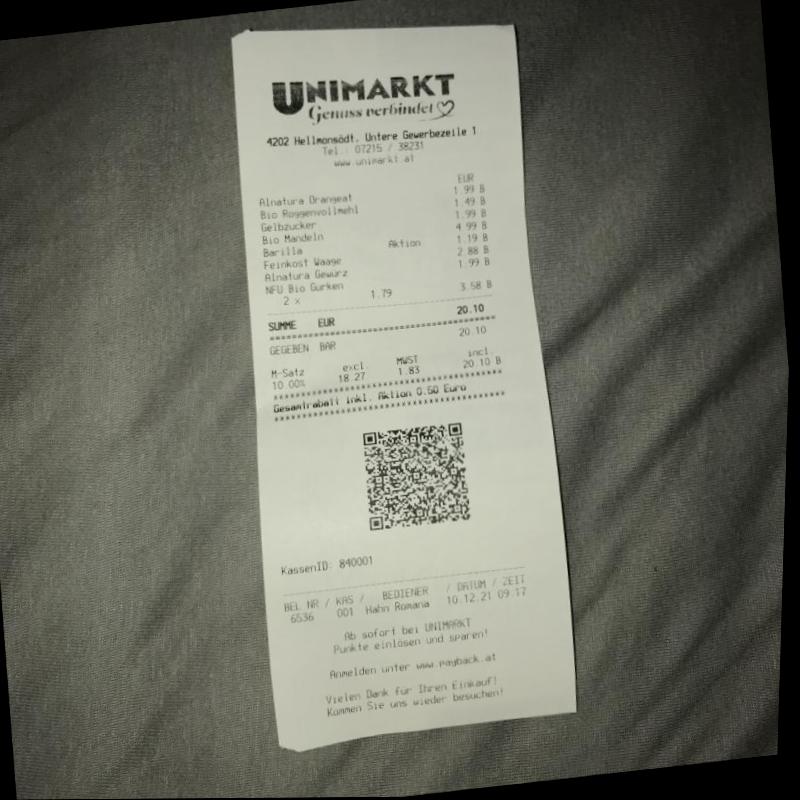 UNIMARKT
Genuss verbindet
4202 Hellmonsödt, Untere Gewerbezeile 1
Tel.: 07215 / 38231
www.unimarkt.at
EUR
Alnatura Orangeat 1.99 B
Bio Roggenvollmehl 1.49 B
Gelbzucker 1.99 B
Bio Mandeln 4.99 B
Barilla Aktion 1.19 B
Feinkost Waage 2.88 B
Alnatura Gewürz 1.99 B
NFU Bio Gurken
2 x 1.79 3.58 B
SUMME EUR 20.10
GEGEBEN BAR 20.10
M-Satz excl. MWST incl.
10.00% 18.27 1.83 20.10 B
Gesamtrabatt inkl. Aktion 0.50 Euro
KassenID: 840001
BEL NR / KAS / BEDIENER / DATUM / ZEIT
6536 001 Hahn Romana 10.12.21 09.17
Ab sofort bei UNIMARKT
Punkte einlösen und sparen!
Anmelden unter www.payback.at
Vielen Dank für Ihren Einkauf!
Kommen Sie uns wieder besuchen!